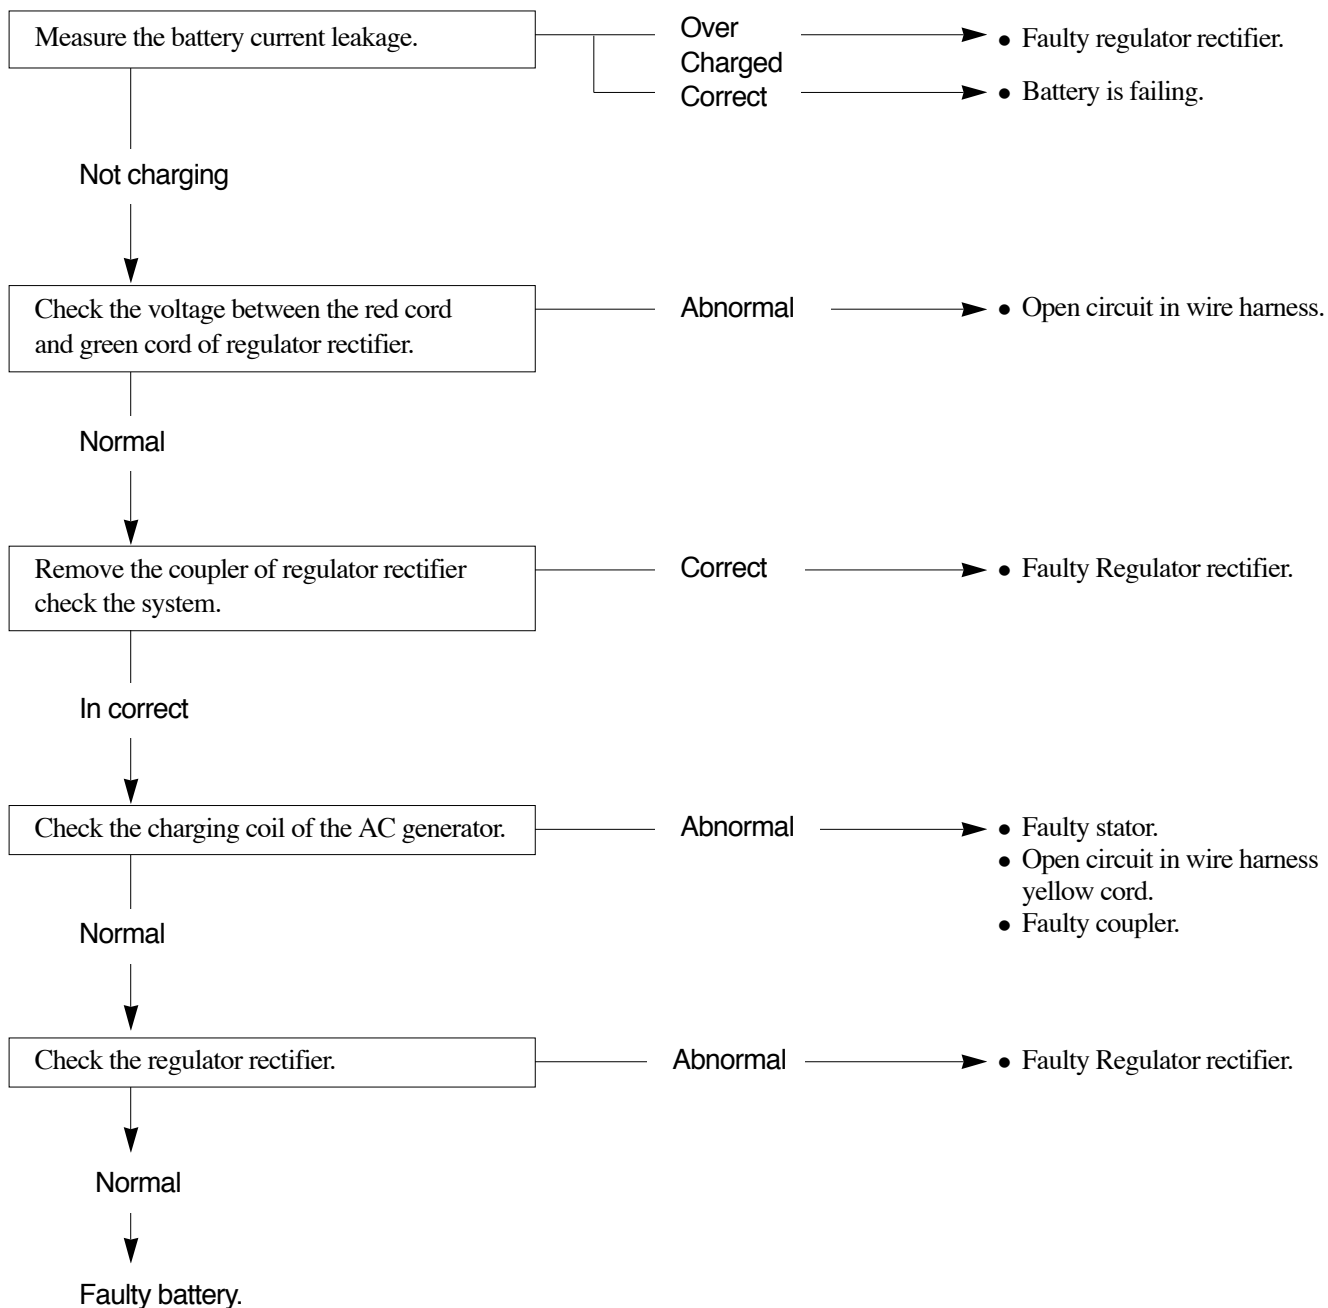 Measure the battery current leakage.
Over
Charged
Correct
● Faulty regulator rectifier.
● Battery is failing.
Not charging
Check the voltage between the red cord
and green cord of regulator rectifier.
Abnormal
● Open circuit in wire harness.
Normal
Remove the coupler of regulator rectifier
check the system.
Correct
● Faulty Regulator rectifier.
In correct
Check the charging coil of the AC generator.
Abnormal
● Faulty stator.
● Open circuit in wire harness
yellow cord.
● Faulty coupler.
Normal
Check the regulator rectifier.
Abnormal
● Faulty Regulator rectifier.
Normal
Faulty battery.